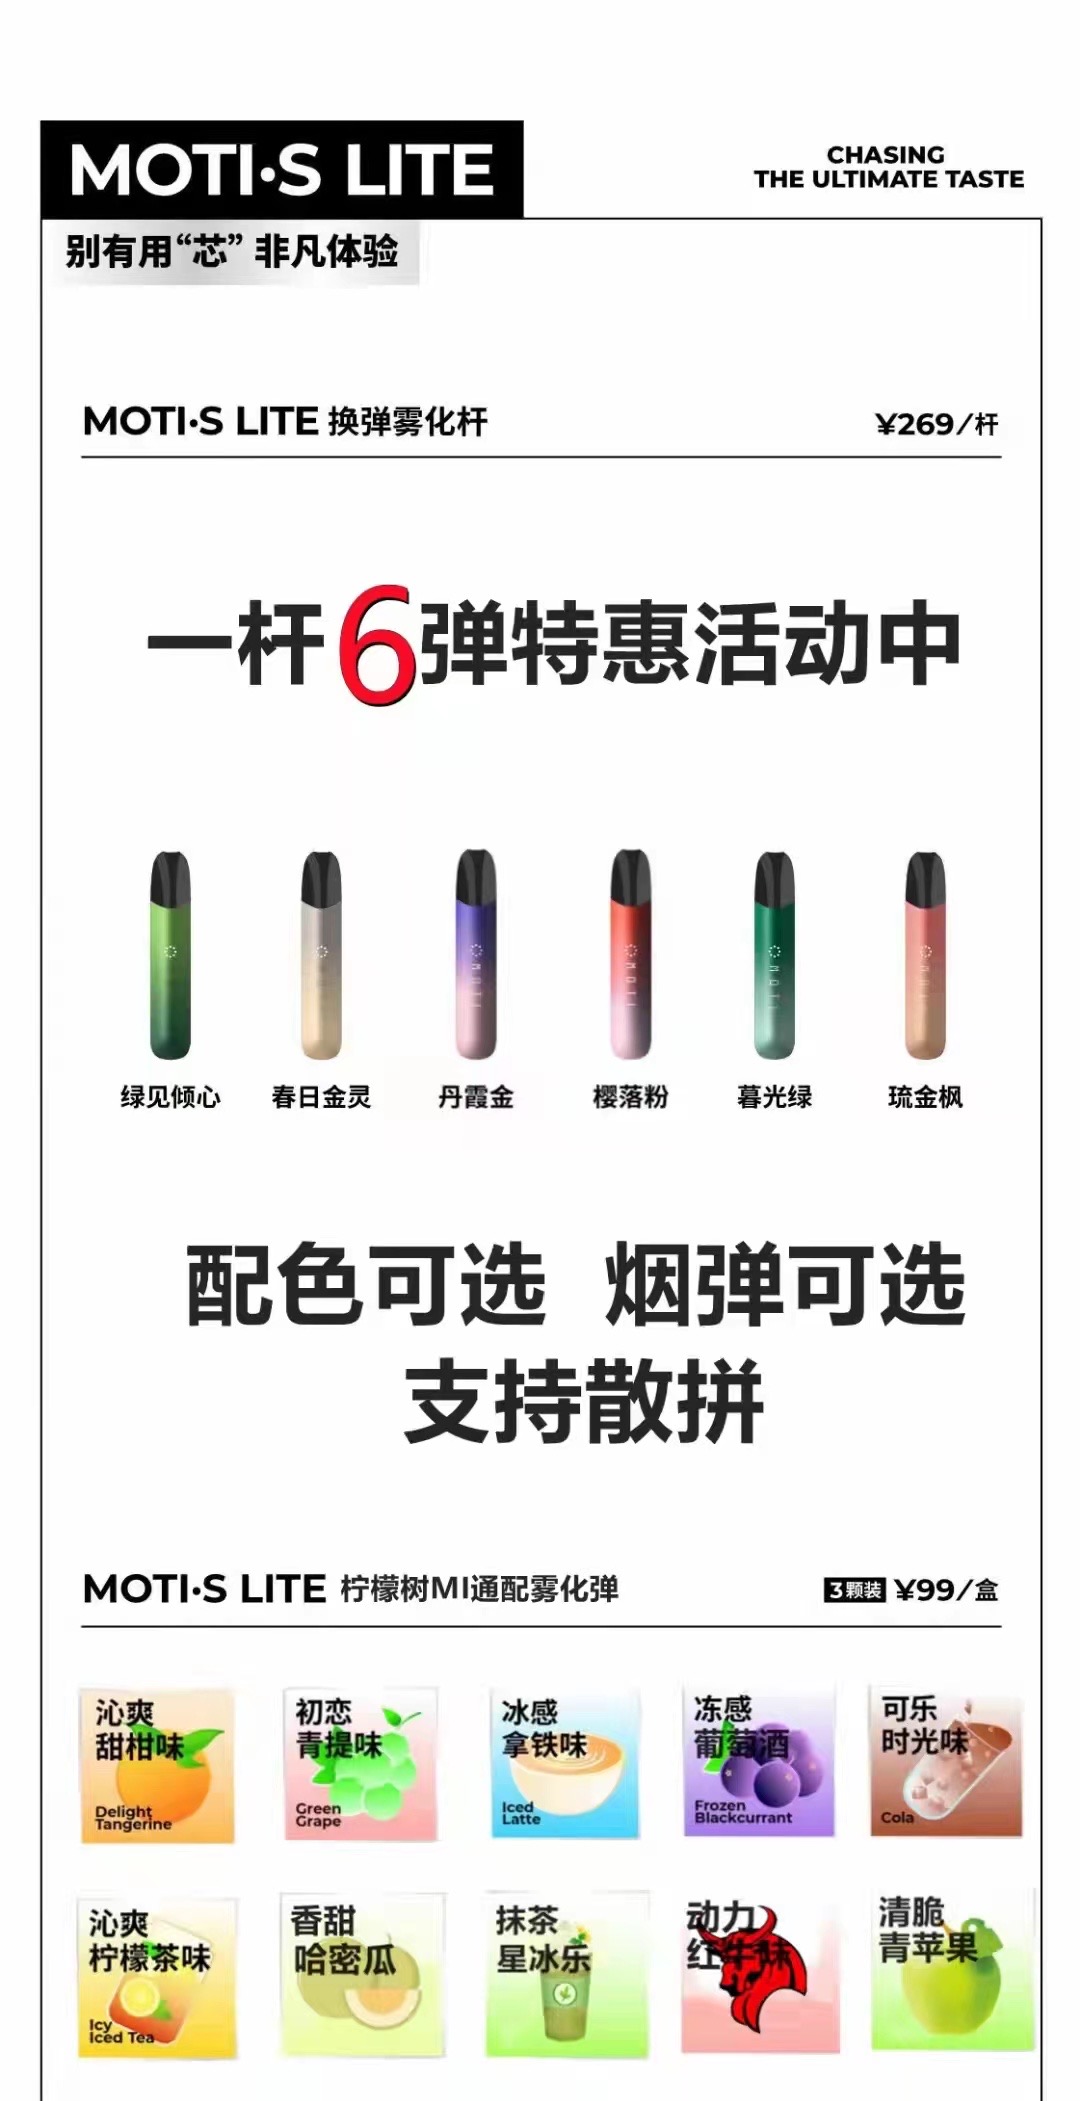 MOTI·S LITE
CHASING
THE ULTIMATE TASTE
别有用“芯” 非凡体验
MOTI·S LITE 换弹雾化杆
¥269/杆
一杆6弹特惠活动中
MOTI
MOTI
MOTI
MOTI
绿见倾心
春日金灵
丹霞金
樱落粉
暮光绿
琉金枫
配色可选 烟弹可选
支持散拼
MOTI·S LITE 柠檬树MI通配雾化弹
3颗装 ¥99/盒
沁爽
甜柑味
Delight
Tangerine
初恋
青提味
Green
Grape
冰感
拿铁味
Iced
Latte
冻感
葡萄酒
Frozen
Blackcurrant
可乐
时光味
Cola
沁爽
柠檬茶味
Icy
Iced Tea
香甜
哈密瓜
抹茶
星冰乐
动力
红牛味
清脆
青苹果